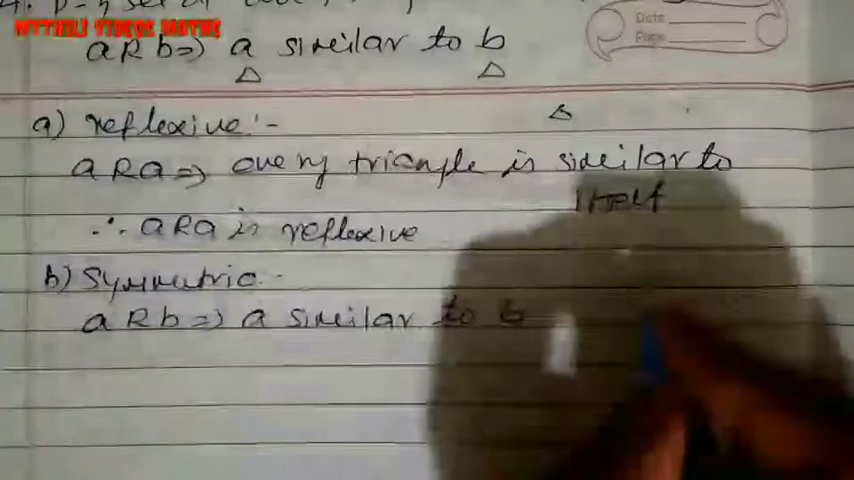 MYTHILI VIDEOS MATHS
Date
Page
aRb => a similar to b
△ △
a) reflexive :-
△
aRa => every triangle is similar to
itself
∴ aRa is reflexive
b) Symmetric :-
aRb => a similar to b